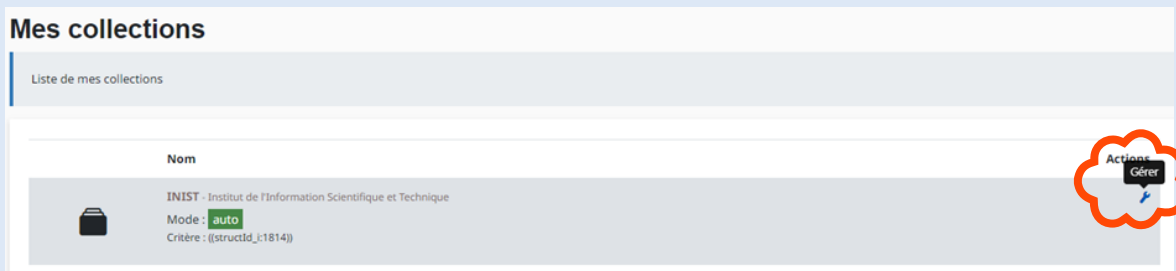 Mes collections
Liste de mes collections
Nom
Actions
Gérer
INIST - Institut de l'Information Scientifique et Technique
Mode : auto
Critère : ((structId_i:1814))